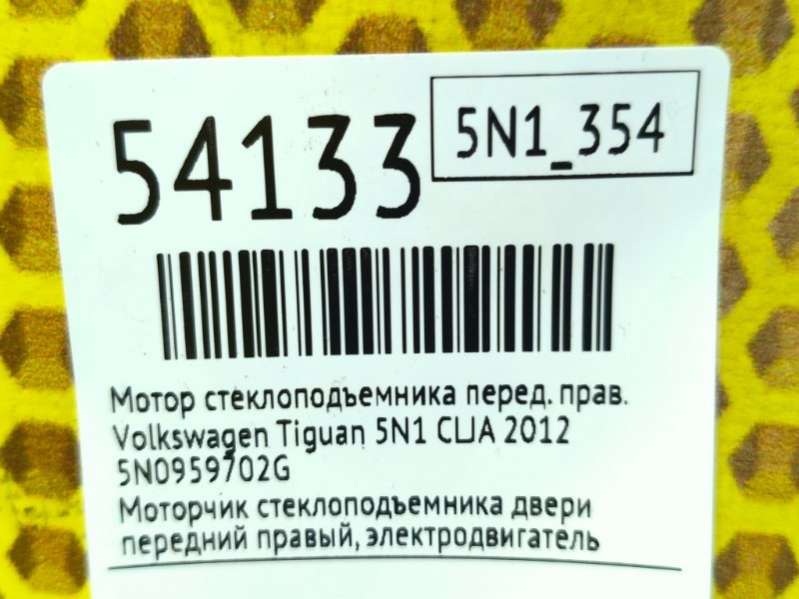 54133
5N1_354
Мотор стеклоподъемника перед. прав.
Volkswagen Tiguan 5N1 CLJA 2012
5N0959702G
Моторчик стеклоподъемника двери
передний правый, электродвигатель